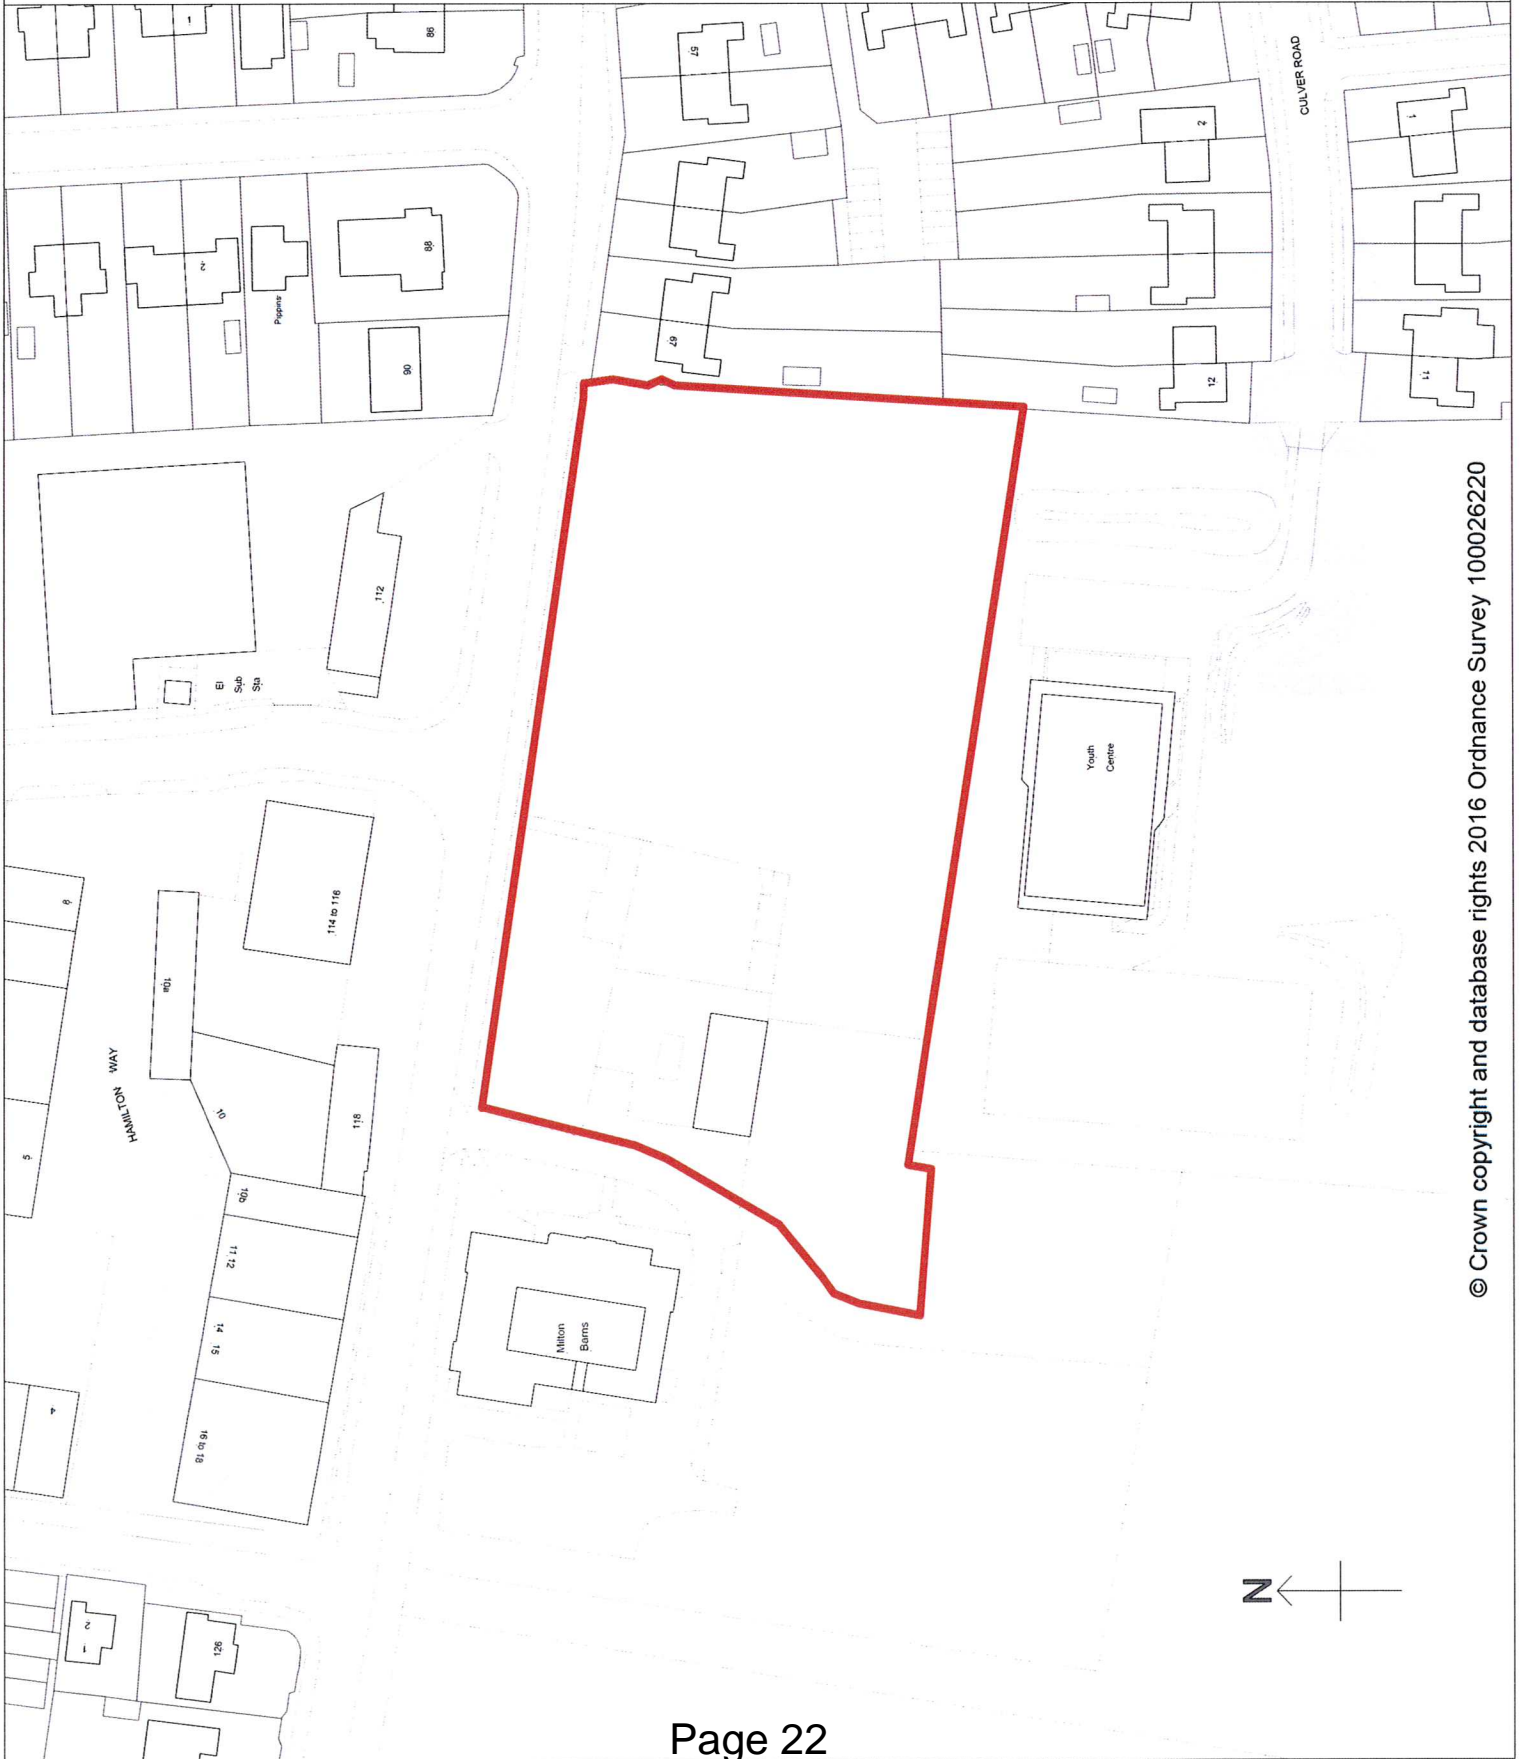 1
86
57
CULVER ROAD
2
1
88
2
Pippins
67
90
12
11
112
El
Sub
Sta
Youth
Centre
© Crown copyright and database rights 2016 Ordnance Survey 100026220
8
114 to 116
10a
HAMILTON WAY
10
118
5
10b
11 12
14
15
Milton
Barns
4
16 to 18
N
2
1
126
Page 22